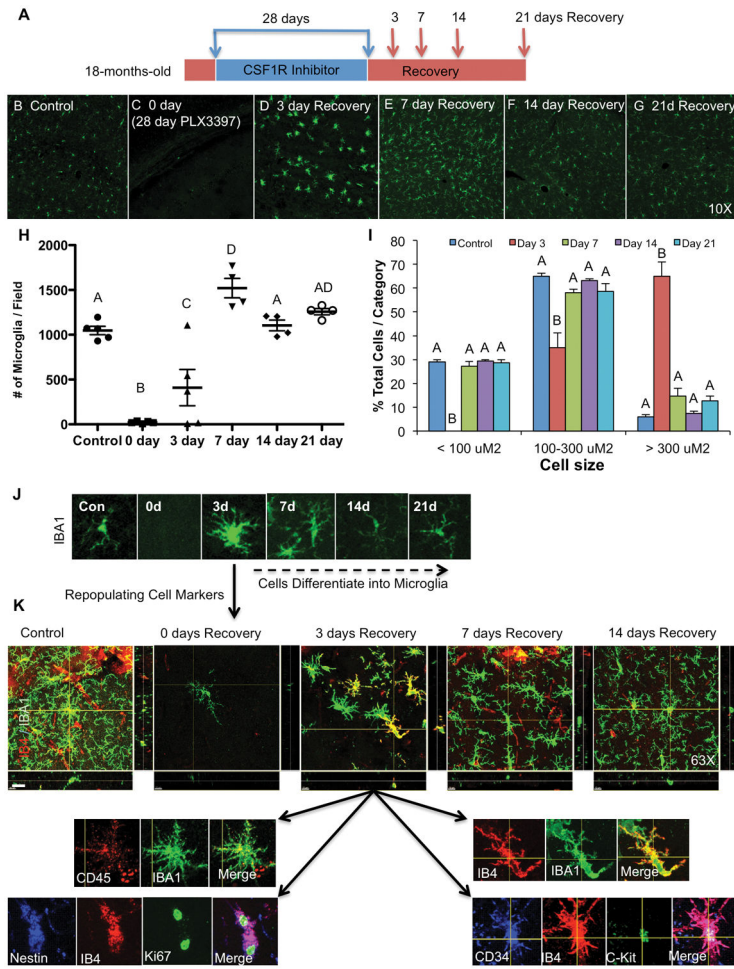 A
28 days
3 7 14 21 days Recovery
18-months-old
CSF1R Inhibitor
Recovery
B Control
C 0 day
(28 day PLX3397)
D 3 day Recovery
E 7 day Recovery
F 14 day Recovery
G 21d Recovery
10X
H
# of Microglia / Field
2000
1500
1000
500
0
A
B
C
D
A
AD
Control 0 day 3 day 7 day 14 day 21 day
I
Control Day 3 Day 7 Day 14 Day 21
% Total Cells / Category
80
70
60
50
40
30
20
10
0
A B A A A
A B A A A
A B A A A
< 100 uM2 100-300 uM2 > 300 uM2
Cell size
J
IBA1
Con 0d 3d 7d 14d 21d
Repopulating Cell Markers
Cells Differentiate into Microglia
K
Control 0 days Recovery 3 days Recovery 7 days Recovery 14 days Recovery
IB4 /IBA1
63X
CD45 IBA1 Merge
IB4 IBA1 Merge
Nestin IB4 Ki67 Merge
CD34 IB4 C-Kit Merge